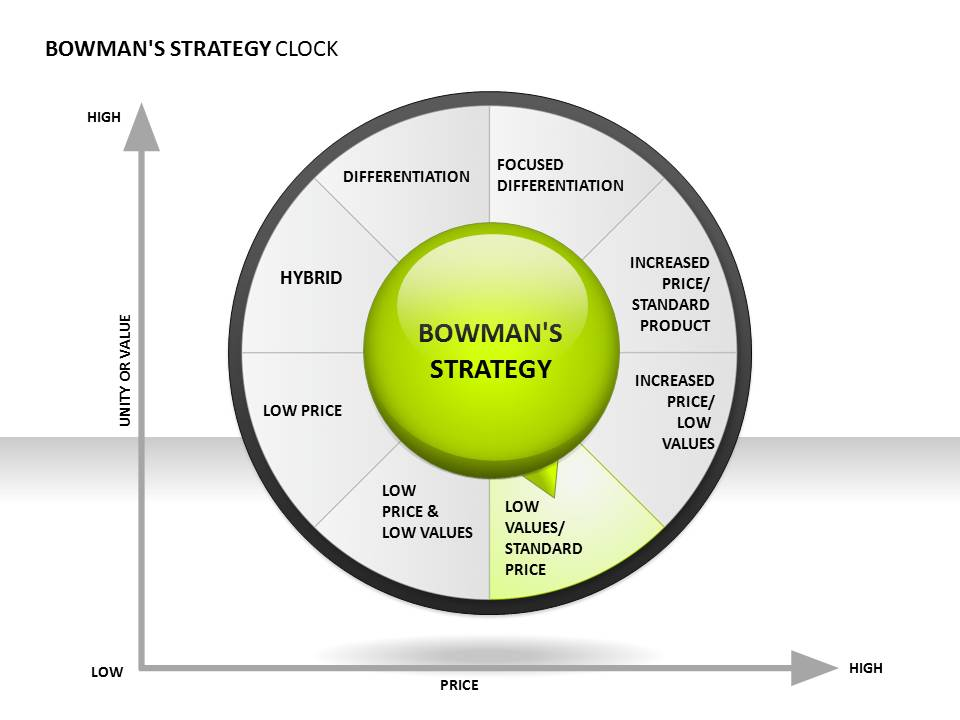 BOWMAN'S STRATEGY CLOCK
HIGH
DIFFERENTIATION
FOCUSED
DIFFERENTIATION
HYBRID
INCREASED
PRICE/
STANDARD
PRODUCT
BOWMAN'S
STRATEGY
UNITY OR VALUE
LOW PRICE
INCREASED
PRICE/
LOW
VALUES
LOW
PRICE &
LOW VALUES
LOW
VALUES/
STANDARD
PRICE
LOW
PRICE
HIGH